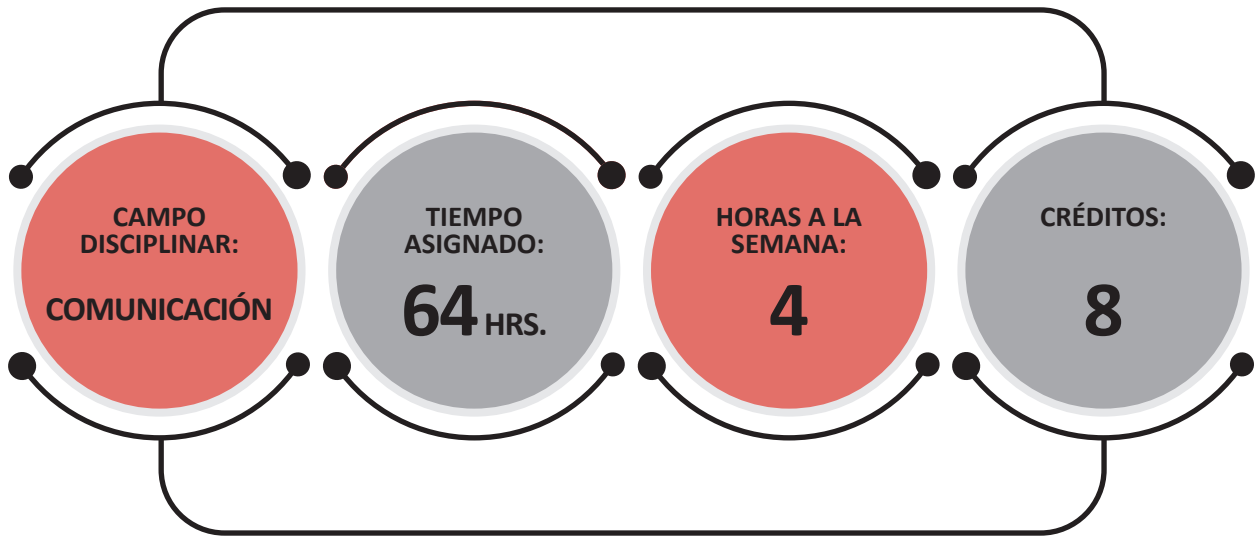 CAMPO
DISCIPLINAR:
COMUNICACIÓN
TIEMPO
ASIGNADO:
64 HRS.
HORAS A LA
SEMANA:
4
CRÉDITOS:
8